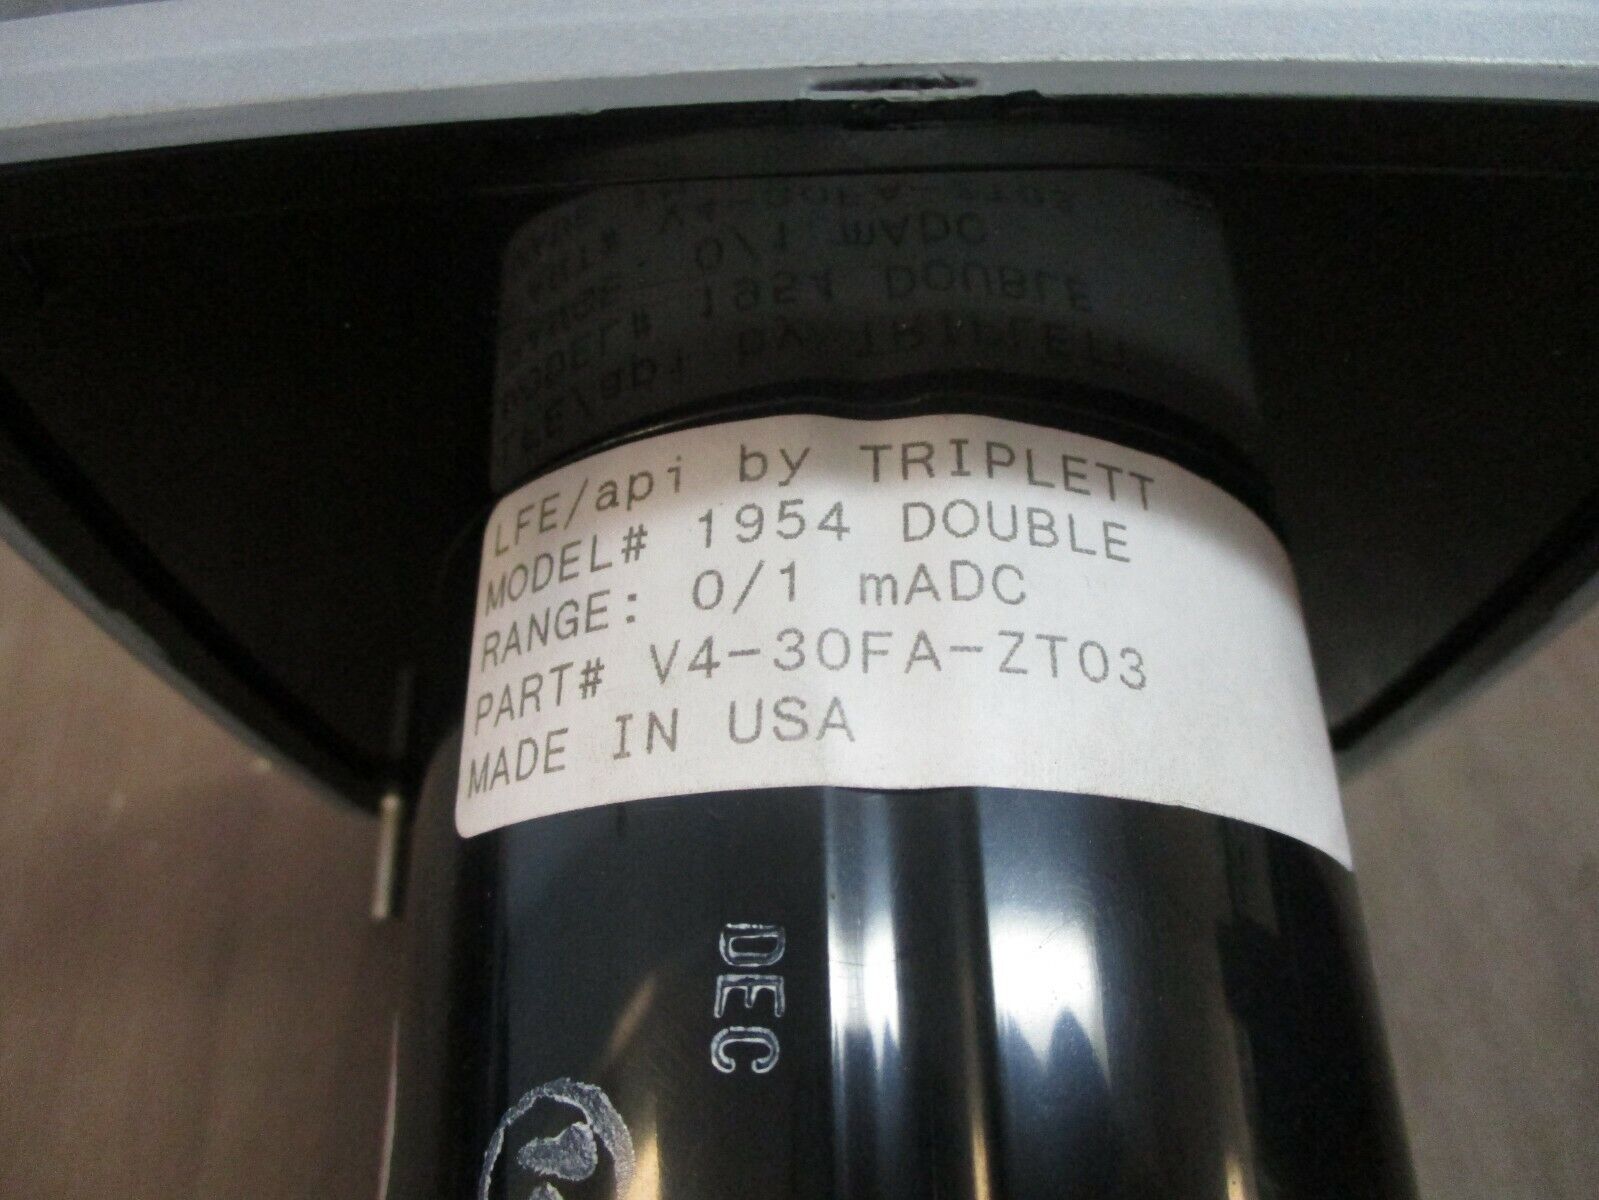 LFE/api by TRIPLETT
MODEL# 1954 DOUBLE
RANGE: 0/1 mADC
PART# V4-30FA-ZT03
MADE IN USA
DEC